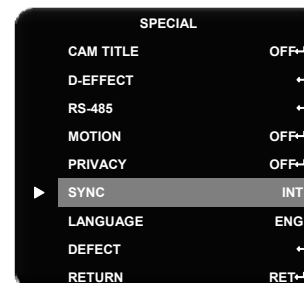 SPECIAL
CAM TITLE OFF↵
D-EFFECT ↵
RS-485 ↵
MOTION OFF↵
PRIVACY OFF↵
SYNC INT
LANGUAGE ENG
DEFECT ↵
RETURN RET↵